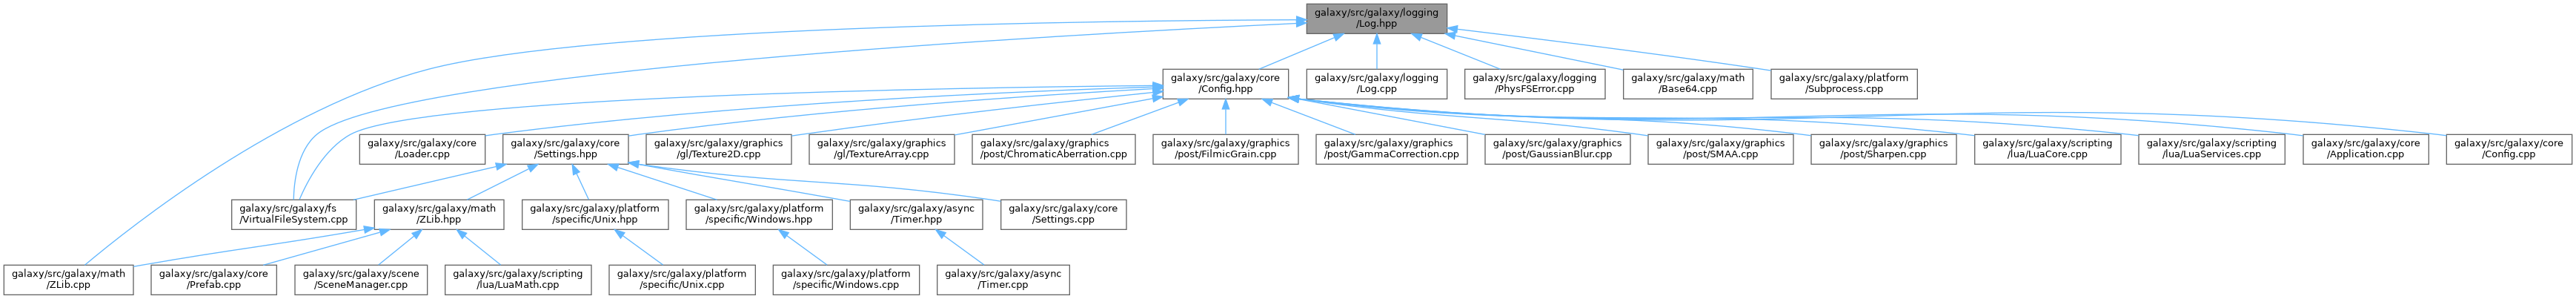 galaxy/src/galaxy/logging
/Log.hpp
galaxy/src/galaxy/core
/Config.hpp
galaxy/src/galaxy/logging
/Log.cpp
galaxy/src/galaxy/logging
/PhysFSError.cpp
galaxy/src/galaxy/math
/Base64.cpp
galaxy/src/galaxy/platform
/Subprocess.cpp
galaxy/src/galaxy/core
/Loader.cpp
galaxy/src/galaxy/core
/Settings.hpp
galaxy/src/galaxy/graphics
/gl/Texture2D.cpp
galaxy/src/galaxy/graphics
/gl/TextureArray.cpp
galaxy/src/galaxy/graphics
/post/ChromaticAberration.cpp
galaxy/src/galaxy/graphics
/post/FilmicGrain.cpp
galaxy/src/galaxy/graphics
/post/GammaCorrection.cpp
galaxy/src/galaxy/graphics
/post/GaussianBlur.cpp
galaxy/src/galaxy/graphics
/post/SMAA.cpp
galaxy/src/galaxy/graphics
/post/Sharpen.cpp
galaxy/src/galaxy/scripting
/lua/LuaCore.cpp
galaxy/src/galaxy/scripting
/lua/LuaServices.cpp
galaxy/src/galaxy/core
/Application.cpp
galaxy/src/galaxy/core
/Config.cpp
galaxy/src/galaxy/fs
/VirtualFileSystem.cpp
galaxy/src/galaxy/math
/ZLib.hpp
galaxy/src/galaxy/platform
/specific/Unix.hpp
galaxy/src/galaxy/platform
/specific/Windows.hpp
galaxy/src/galaxy/async
/Timer.hpp
galaxy/src/galaxy/core
/Settings.cpp
galaxy/src/galaxy/math
/ZLib.cpp
galaxy/src/galaxy/core
/Prefab.cpp
galaxy/src/galaxy/scene
/SceneManager.cpp
galaxy/src/galaxy/scripting
/lua/LuaMath.cpp
galaxy/src/galaxy/platform
/specific/Unix.cpp
galaxy/src/galaxy/platform
/specific/Windows.cpp
galaxy/src/galaxy/async
/Timer.cpp